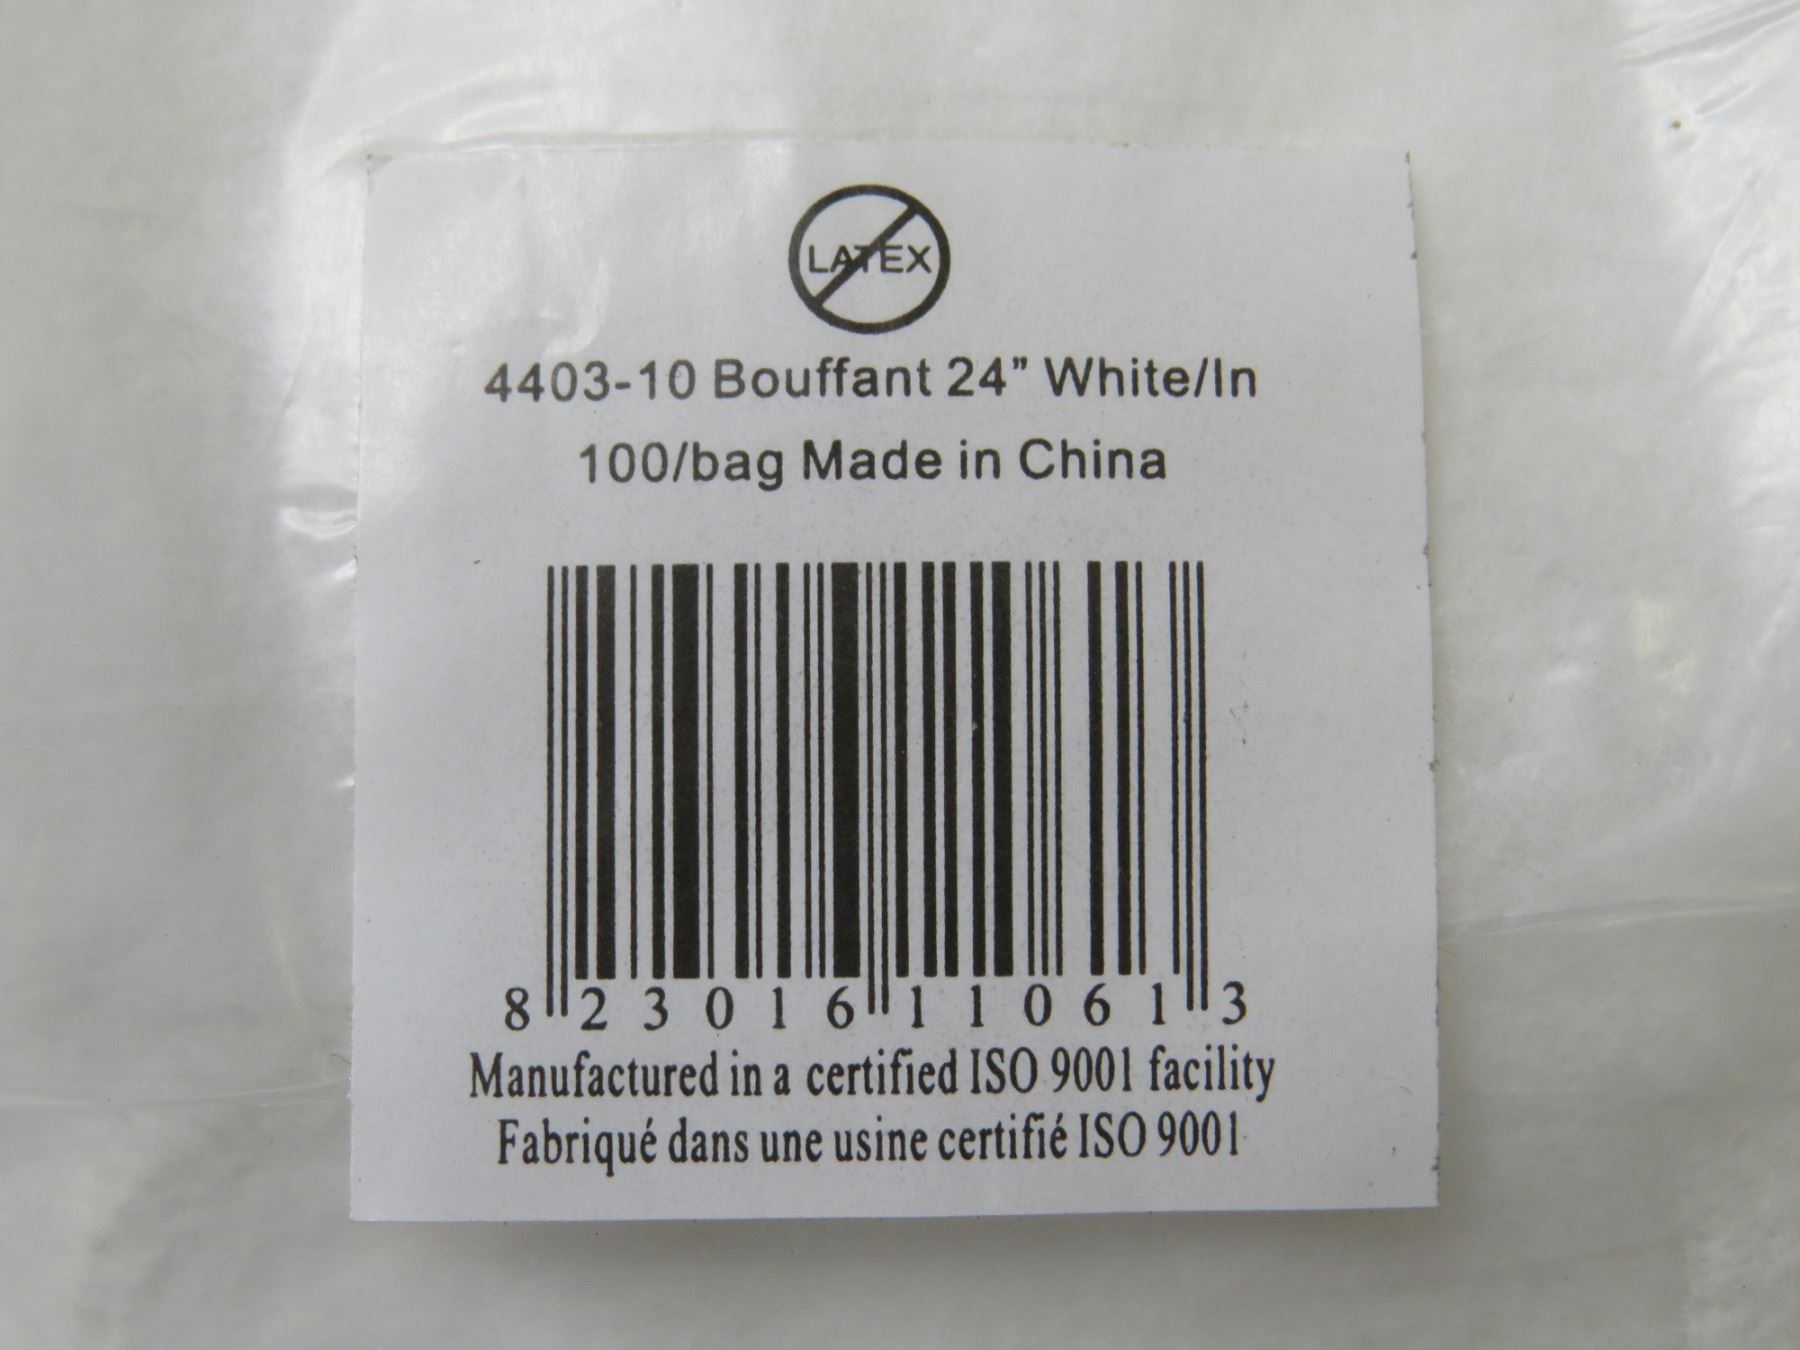 LATEX
4403-10 Bouffant 24” White/In
100/bag Made in China
8 23016 11061 3
Manufactured in a certified ISO 9001 facility
Fabriqué dans une usine certifié ISO 9001